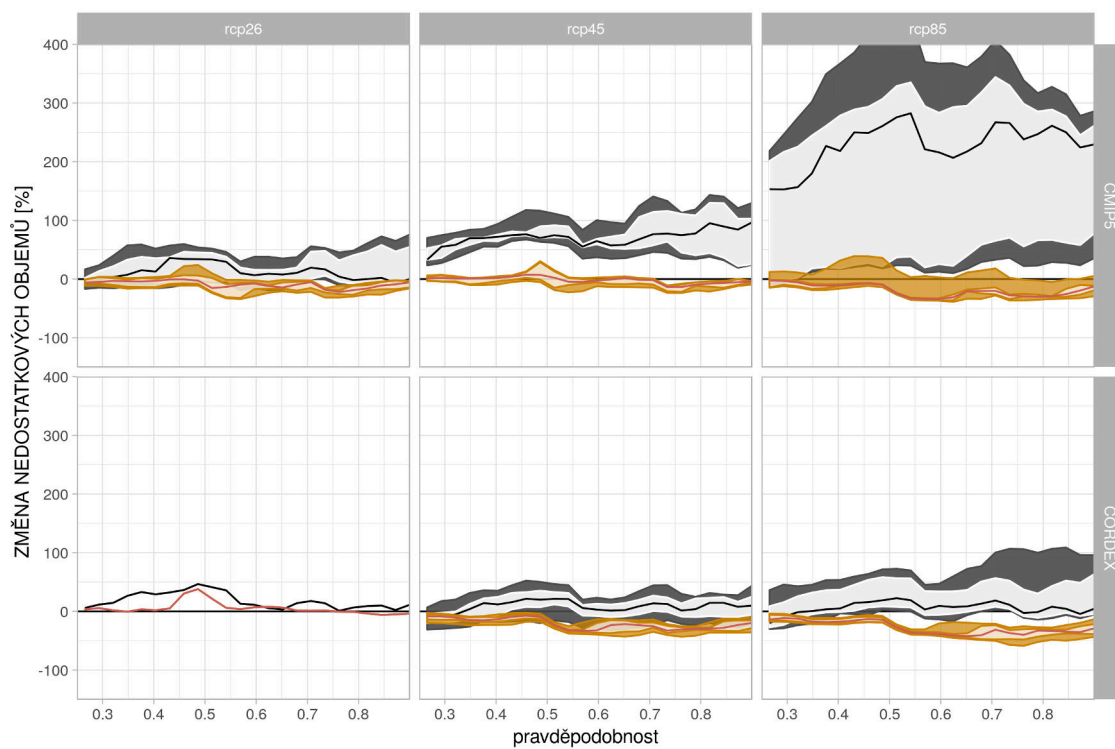 rcp26
rcp45
rcp85
400
300
200
100
0
-100
CMIP5
400
300
200
100
0
-100
CORDEX
0.3 0.4 0.5 0.6 0.7 0.8
0.3 0.4 0.5 0.6 0.7 0.8
0.3 0.4 0.5 0.6 0.7 0.8
ZMĚNA NEDOSTATKOVÝCH OBJEMŮ [%]
pravděpodobnost